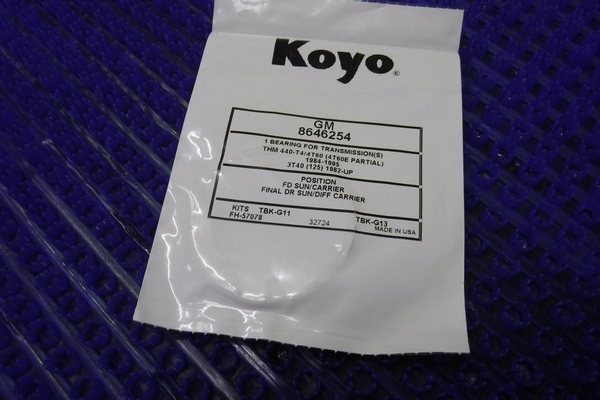 Koyo®
GM
8646254
1 BEARING FOR TRANSMISSION(S)
THM 440-T4/4T60 (4T60E PARTIAL)
1984-1995
3T40 (125) 1982-UP
POSITION
FD SUN/CARRIER
FINAL DR SUN/DIFF CARRIER
KITS TBK-G11 TBK-G13
FH-57078 32724 MADE IN USA